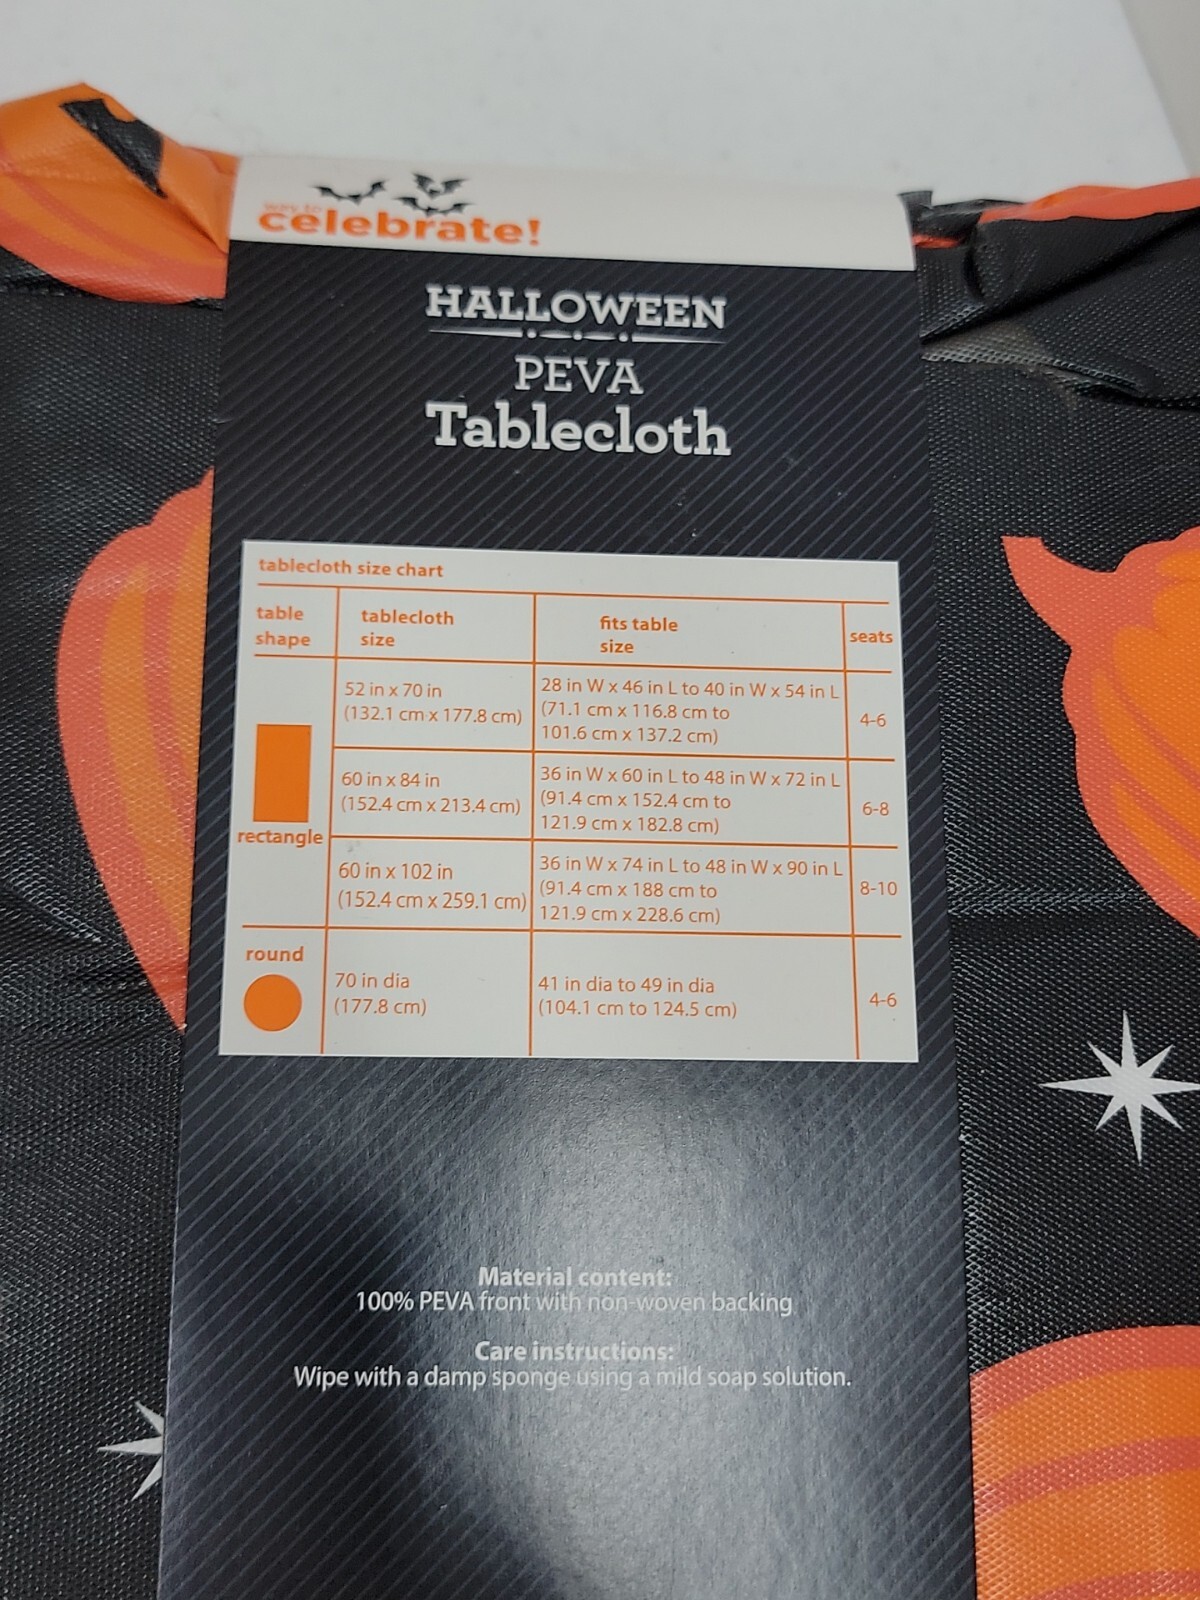 way to
celebrate!
HALLOWEEN
PEVA
Tablecloth
tablecloth size chart
table
shape
tablecloth
size
fits table
size
seats
rectangle
52 in x 70 in
(132.1 cm x 177.8 cm)
28 in W x 46 in L to 40 in W x 54 in L
(71.1 cm x 116.8 cm to
101.6 cm x 137.2 cm)
4-6
60 in x 84 in
(152.4 cm x 213.4 cm)
36 in W x 60 in L to 48 in W x 72 in L
(91.4 cm x 152.4 cm to
121.9 cm x 182.8 cm)
6-8
60 in x 102 in
(152.4 cm x 259.1 cm)
36 in W x 74 in L to 48 in W x 90 in L
(91.4 cm x 188 cm to
121.9 cm x 228.6 cm)
8-10
round
70 in dia
(177.8 cm)
41 in dia to 49 in dia
(104.1 cm to 124.5 cm)
4-6
Material content:
100% PEVA front with non-woven backing
Care instructions:
Wipe with a damp sponge using a mild soap solution.